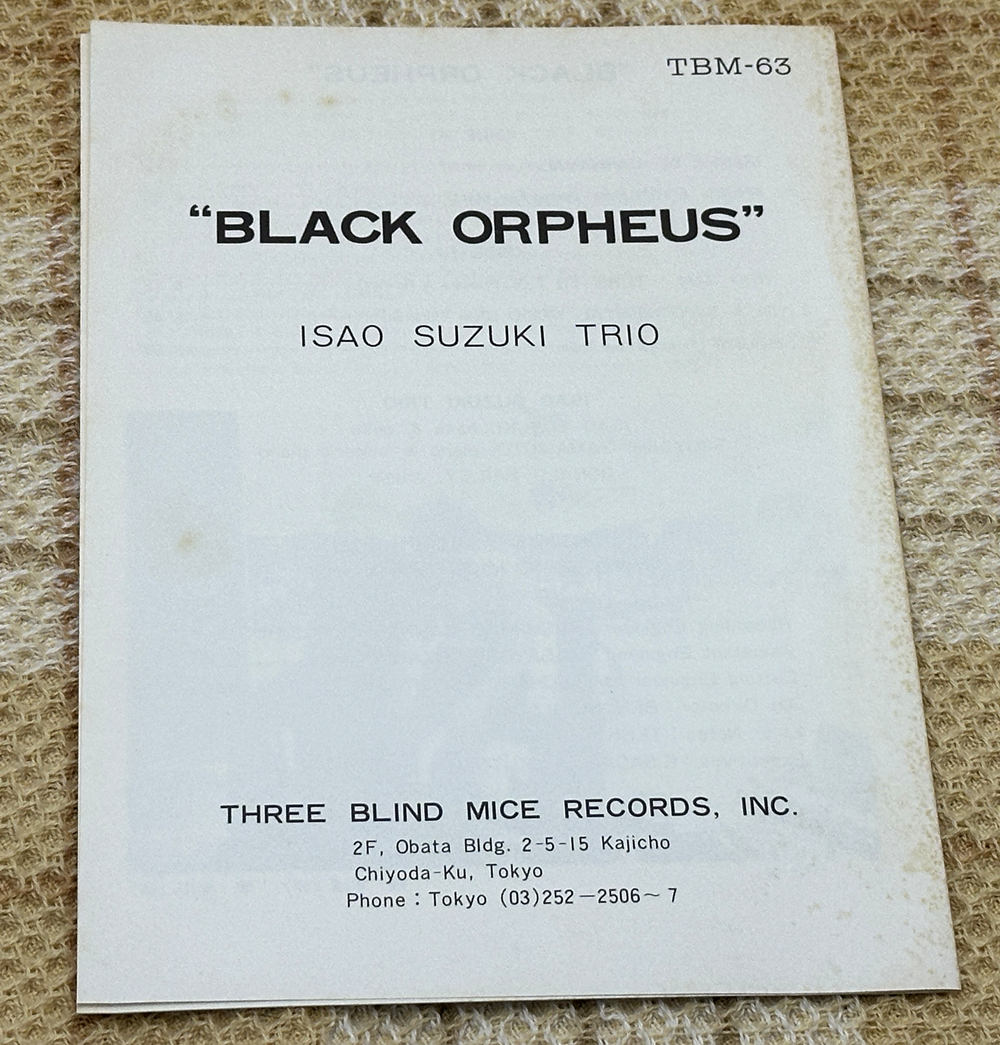 TBM-63
“BLACK ORPHEUS”
ISAO SUZUKI TRIO
THREE BLIND MICE RECORDS, INC.
2F, Obata Bldg. 2-5-15 Kajicho
Chiyoda-Ku, Tokyo
Phone : Tokyo (03)252—2506~7